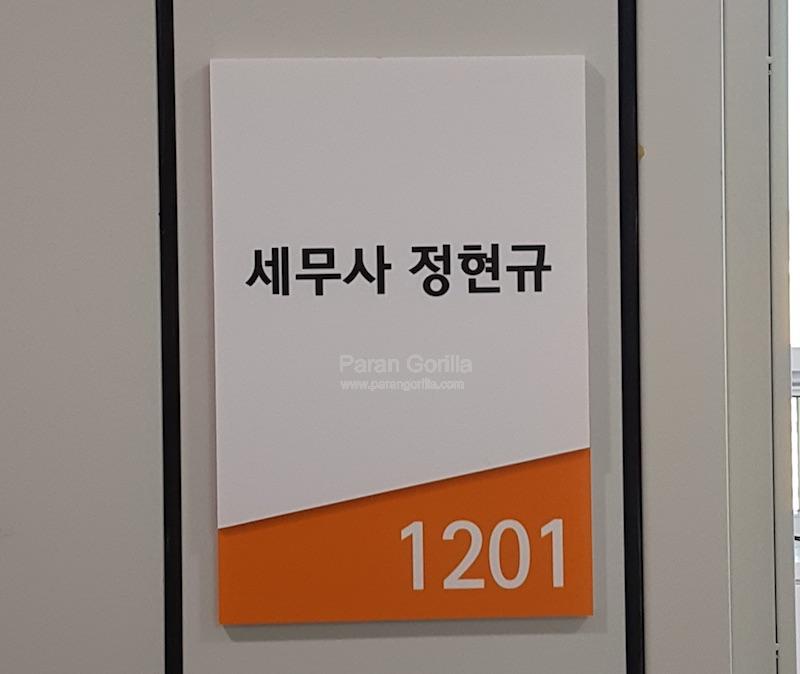 세무사 정현규
Paran Gorilla
www.parangorilla.com
1201